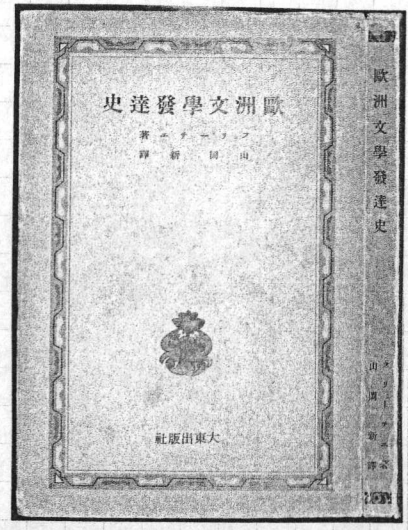 歐洲文學發達史
フリーチエ著
山岡新譯
大東出版社
歐洲文學發達史
フリーチエ著
山岡新譯